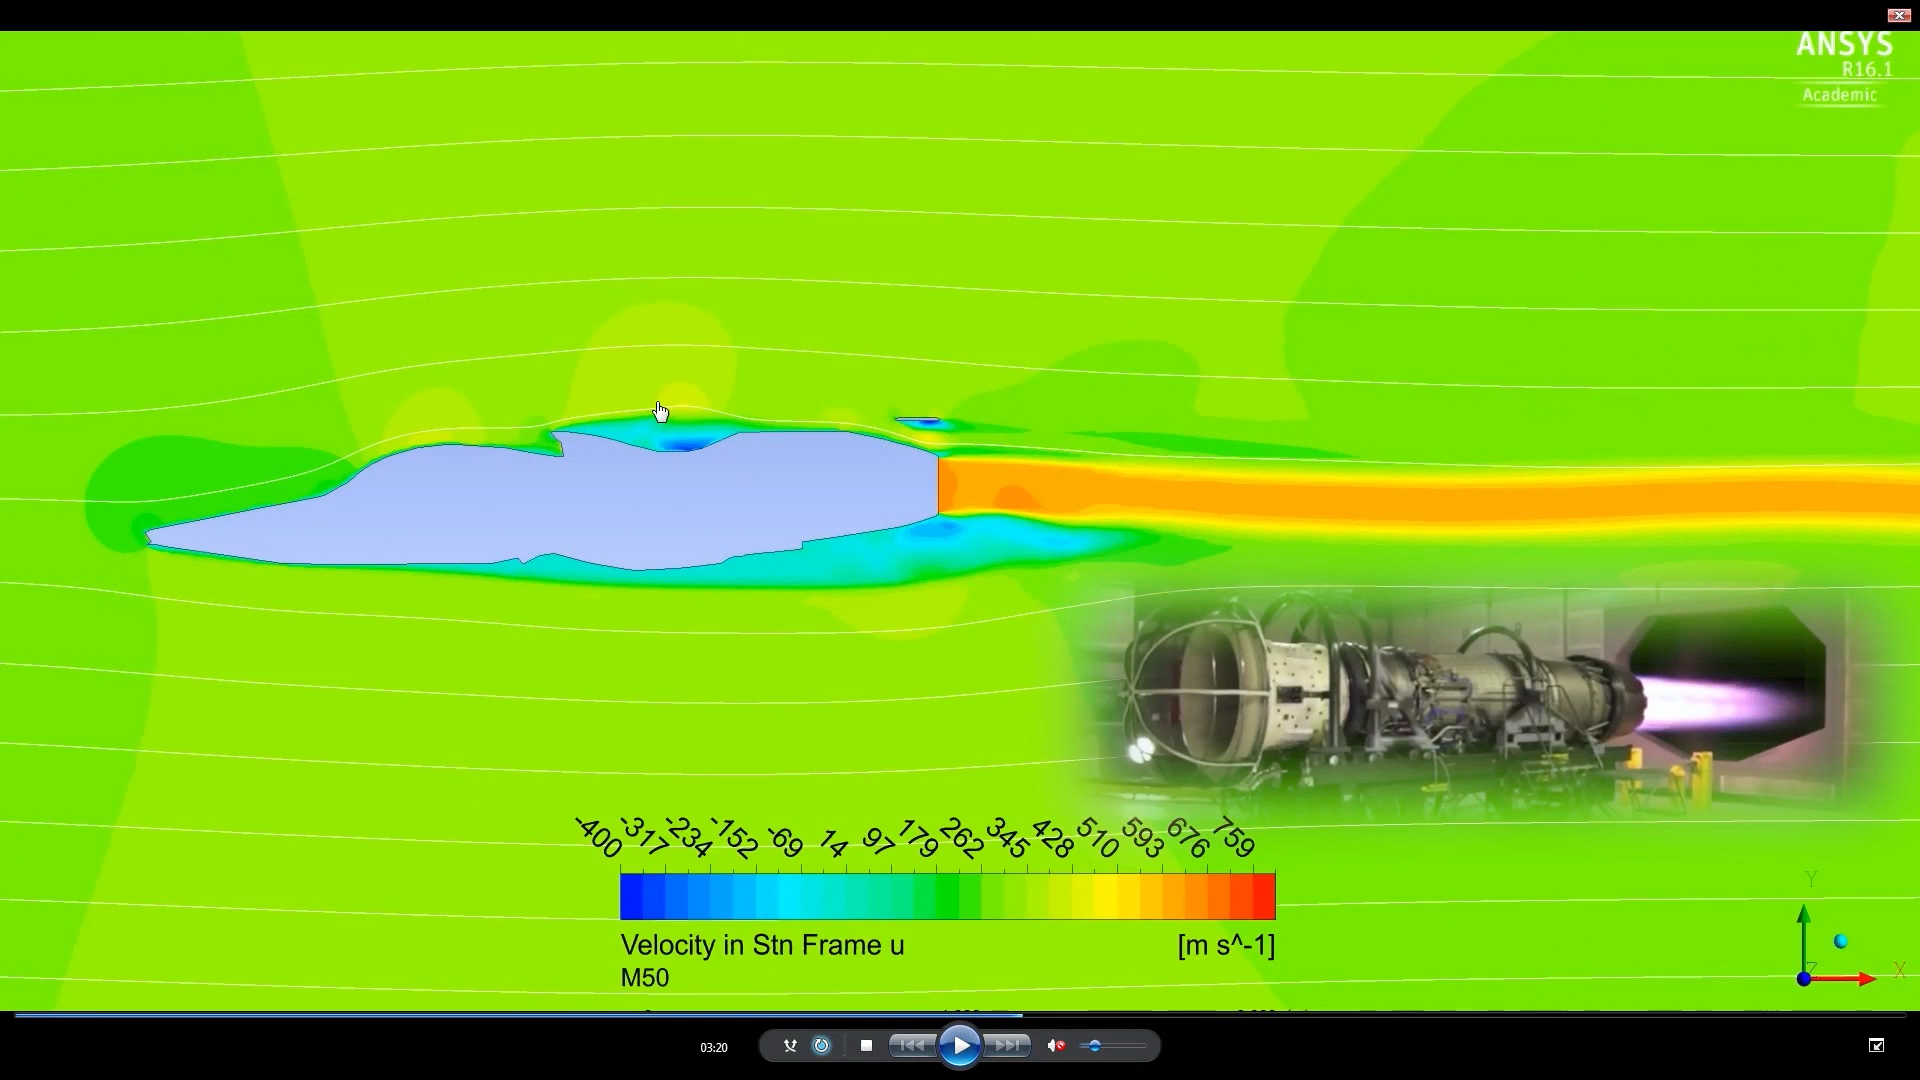 ANSYS
R16.1
Academic
-400 -317 -234 -152 -69 14 97 179 262 345 428 510 593 676 759
Velocity in Stn Frame u [m s^-1]
M50
Y
Z X
03:20